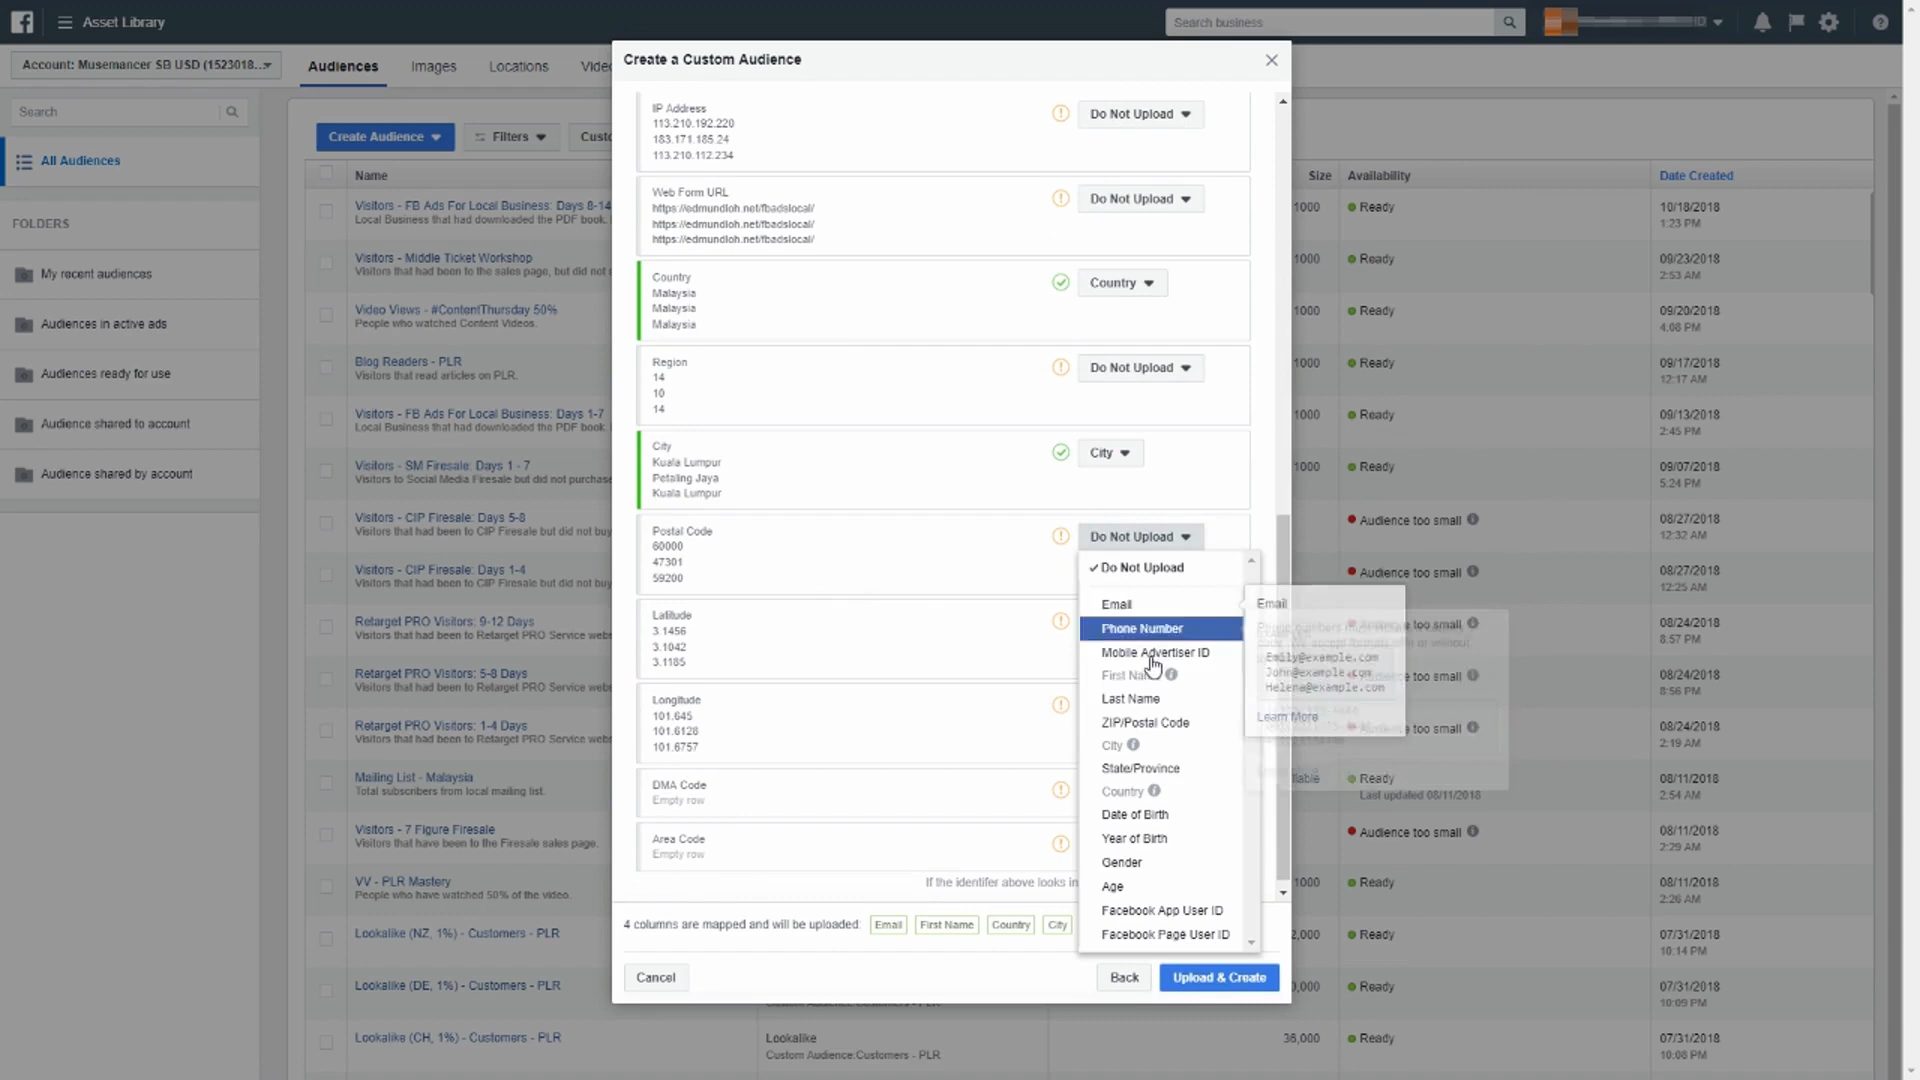 Asset Library
Search business
Account: Musemancer SB USD (1523018...
Audiences
Images
Locations
Create a Custom Audience
Search
All Audiences
FOLDERS
My recent audiences
Audiences in active ads
Audiences ready for use
Audience shared to account
Audience shared by account
Create Audience
Filters
Name
Size
Availability
Date Created
Visitors - FB Ads For Local Business: Days 8-14
Local Business that had downloaded the PDF book.
1000
Ready
10/18/2018
1:23 PM
Visitors - Middle Ticket Workshop
Visitors that had been to the sales page, but did not
1000
Ready
09/23/2018
2:53 AM
Video Views - #ContentThursday 50%
People who watched Content Videos.
1000
Ready
09/20/2018
4:08 PM
Blog Readers - PLR
Visitors that read articles on PLR.
1000
Ready
09/17/2018
12:17 AM
Visitors - FB Ads For Local Business: Days 1-7
Local Business that had downloaded the PDF book.
1000
Ready
09/13/2018
2:45 PM
Visitors - SM Firesale: Days 1 - 7
Visitors to Social Media Firesale but did not purchase
1000
Ready
09/07/2018
5:24 PM
Visitors - CIP Firesale: Days 5-8
Visitors that had been to CIP Firesale but did not buy
Audience too small
08/27/2018
12:32 AM
Visitors - CIP Firesale: Days 1-4
Visitors that had been to CIP Firesale but did not buy
Audience too small
08/27/2018
12:25 AM
Retarget PRO Visitors: 9-12 Days
Visitors that had been to Retarget PRO Service webs
too small
08/24/2018
8:57 PM
Retarget PRO Visitors: 5-8 Days
Visitors that had been to Retarget PRO Service webs
Audience too small
08/24/2018
8:56 PM
Retarget PRO Visitors: 1-4 Days
Visitors that had been to Retarget PRO Service webs
Audience too small
08/24/2018
2:19 AM
Mailing List - Malaysia
Total subscribers from local mailing list.
Ready
Last updated 08/11/2018
08/11/2018
2:54 AM
Visitors - 7 Figure Firesale
Visitors that have been to the Firesale sales page.
Audience too small
08/11/2018
2:29 AM
VV - PLR Mastery
People who have watched 50% of the video.
1000
Ready
08/11/2018
2:26 AM
Lookalike (NZ, 1%) - Customers - PLR
Ready
07/31/2018
10:14 PM
Lookalike (DE, 1%) - Customers - PLR
Ready
07/31/2018
10:09 PM
Lookalike (CH, 1%) - Customers - PLR
Lookalike
Custom Audience:Customers - PLR
36,000
Ready
07/31/2018
10:08 PM
IP Address
113.210.192.220
183.171.185.24
113.210.112.234
Do Not Upload
Web Form URL
https://edmundloh.net/fbadslocal/
https://edmundloh.net/fbadslocal/
https://edmundloh.net/fbadslocal/
Do Not Upload
Country
Malaysia
Malaysia
Malaysia
Country
Region
14
10
14
Do Not Upload
City
Kuala Lumpur
Petaling Jaya
Kuala Lumpur
City
Postal Code
60000
47301
59200
Do Not Upload
Latitude
3.1456
3.1042
3.1185
Longitude
101.645
101.6128
101.6757
DMA Code
Empty row
Area Code
Empty row
If the identifer above looks in
Do Not Upload
Email
Phone Number
Mobile Advertiser ID
Last Name
ZIP/Postal Code
City
State/Province
Country
Date of Birth
Year of Birth
Gender
Age
Facebook App User ID
Facebook Page User ID
Email
Emily@example.com
John@example.com
Helena@example.com
Learn More
4 columns are mapped and will be uploaded:
Email
First Name
Country
City
Cancel
Back
Upload & Create